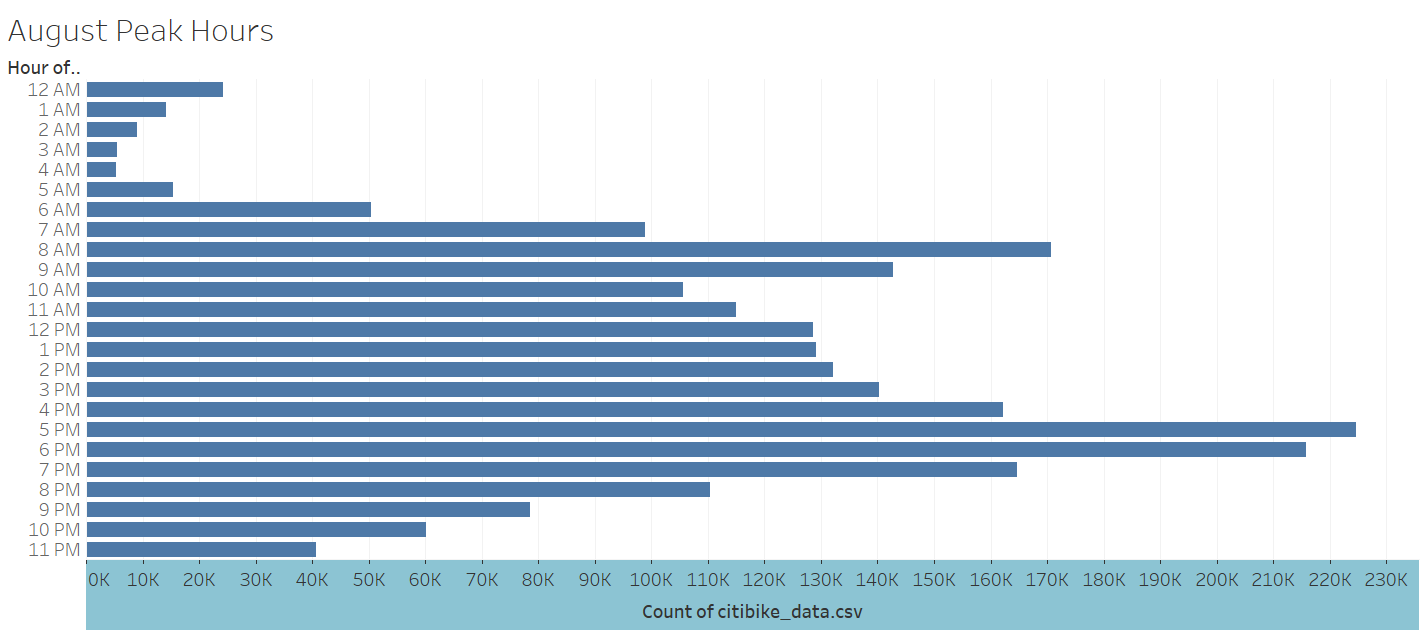 August Peak Hours
Hour of..
12 AM
1 AM
2 AM
3 AM
4 AM
5 AM
6 AM
7 AM
8 AM
9 AM
10 AM
11 AM
12 PM
1 PM
2 PM
3 PM
4 PM
5 PM
6 PM
7 PM
8 PM
9 PM
10 PM
11 PM
0K 10K 20K 30K 40K 50K 60K 70K 80K 90K 100K 110K 120K 130K 140K 150K 160K 170K 180K 190K 200K 210K 220K 230K
Count of citibike_data.csv